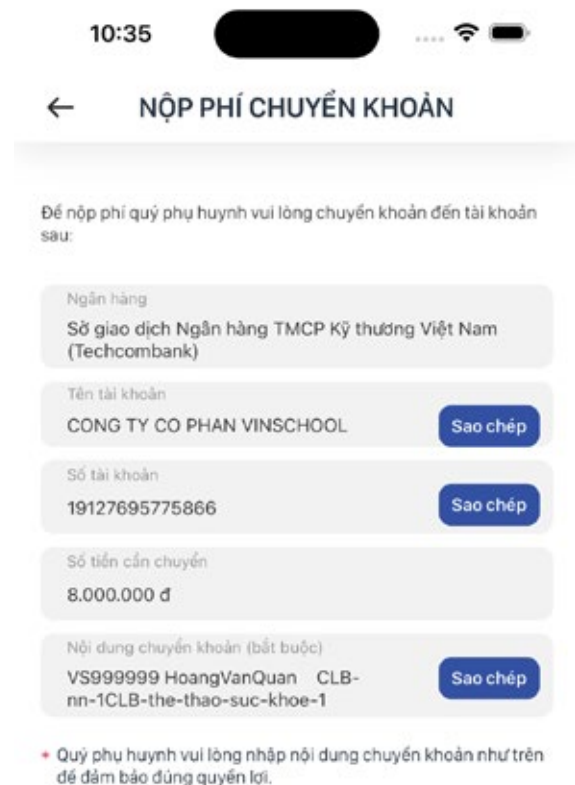 10:35
NỘP PHÍ CHUYỂN KHOẢN
Để nộp phí quý phụ huynh vui lòng chuyển khoản đến tài khoản
sau:
Ngân hàng
Sở giao dịch Ngân hàng TMCP Kỹ thương Việt Nam
(Techcombank)
Tên tài khoản
CONG TY CO PHAN VINSCHOOL
Sao chép
Số tài khoản
19127695775866
Sao chép
Số tiền cần chuyển
8.000.000 đ
Nội dung chuyển khoản (bắt buộc)
VS999999 HoangVanQuan CLB-
nn-1CLB-the-thao-suc-khoe-1
Sao chép
* Quý phụ huynh vui lòng nhập nội dung chuyển khoản như trên
để đảm bảo đúng quyền lợi.